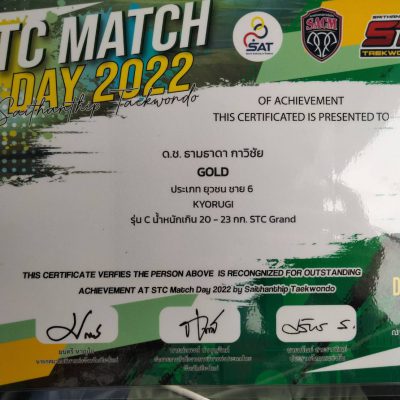 STC MATCH
DAY 2022
Saithanthip Taekwondo
SAT
SACM
TAEKWO
OF ACHIEVEMENT
THIS CERTIFICATED IS PRESENTED TO
ด.ช. ธามธาดา กาวิชัย
GOLD
ประเภท ยุวชน ชาย 6
KYORUGI
รุ่น C น้ำหนักเกิน 20 - 23 กก. STC Grand
THIS CERTIFICATE VERFIES THE PERSON ABOVE IS RECONGNIZED FOR OUTSTANDING
ACHIEVEMENT AT STC Match Day 2022 by Saithanthip Taekwondo